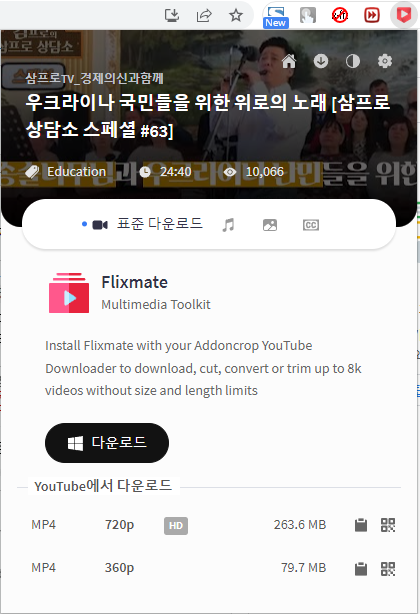 New
off
삼프로의
상담소
삼프로TV_경제의신과함께
우크라이나 국민들을 위한 위로의 노래 [삼프로
상담소 스페셜 #63]
Education 24:40 10,066
표준 다운로드 CC
Flixmate
Multimedia Toolkit
Install Flixmate with your Addoncrop YouTube
Downloader to download, cut, convert or trim up to 8k
videos without size and length limits
다운로드
YouTube에서 다운로드
MP4 720p HD 263.6 MB
MP4 360p 79.7 MB